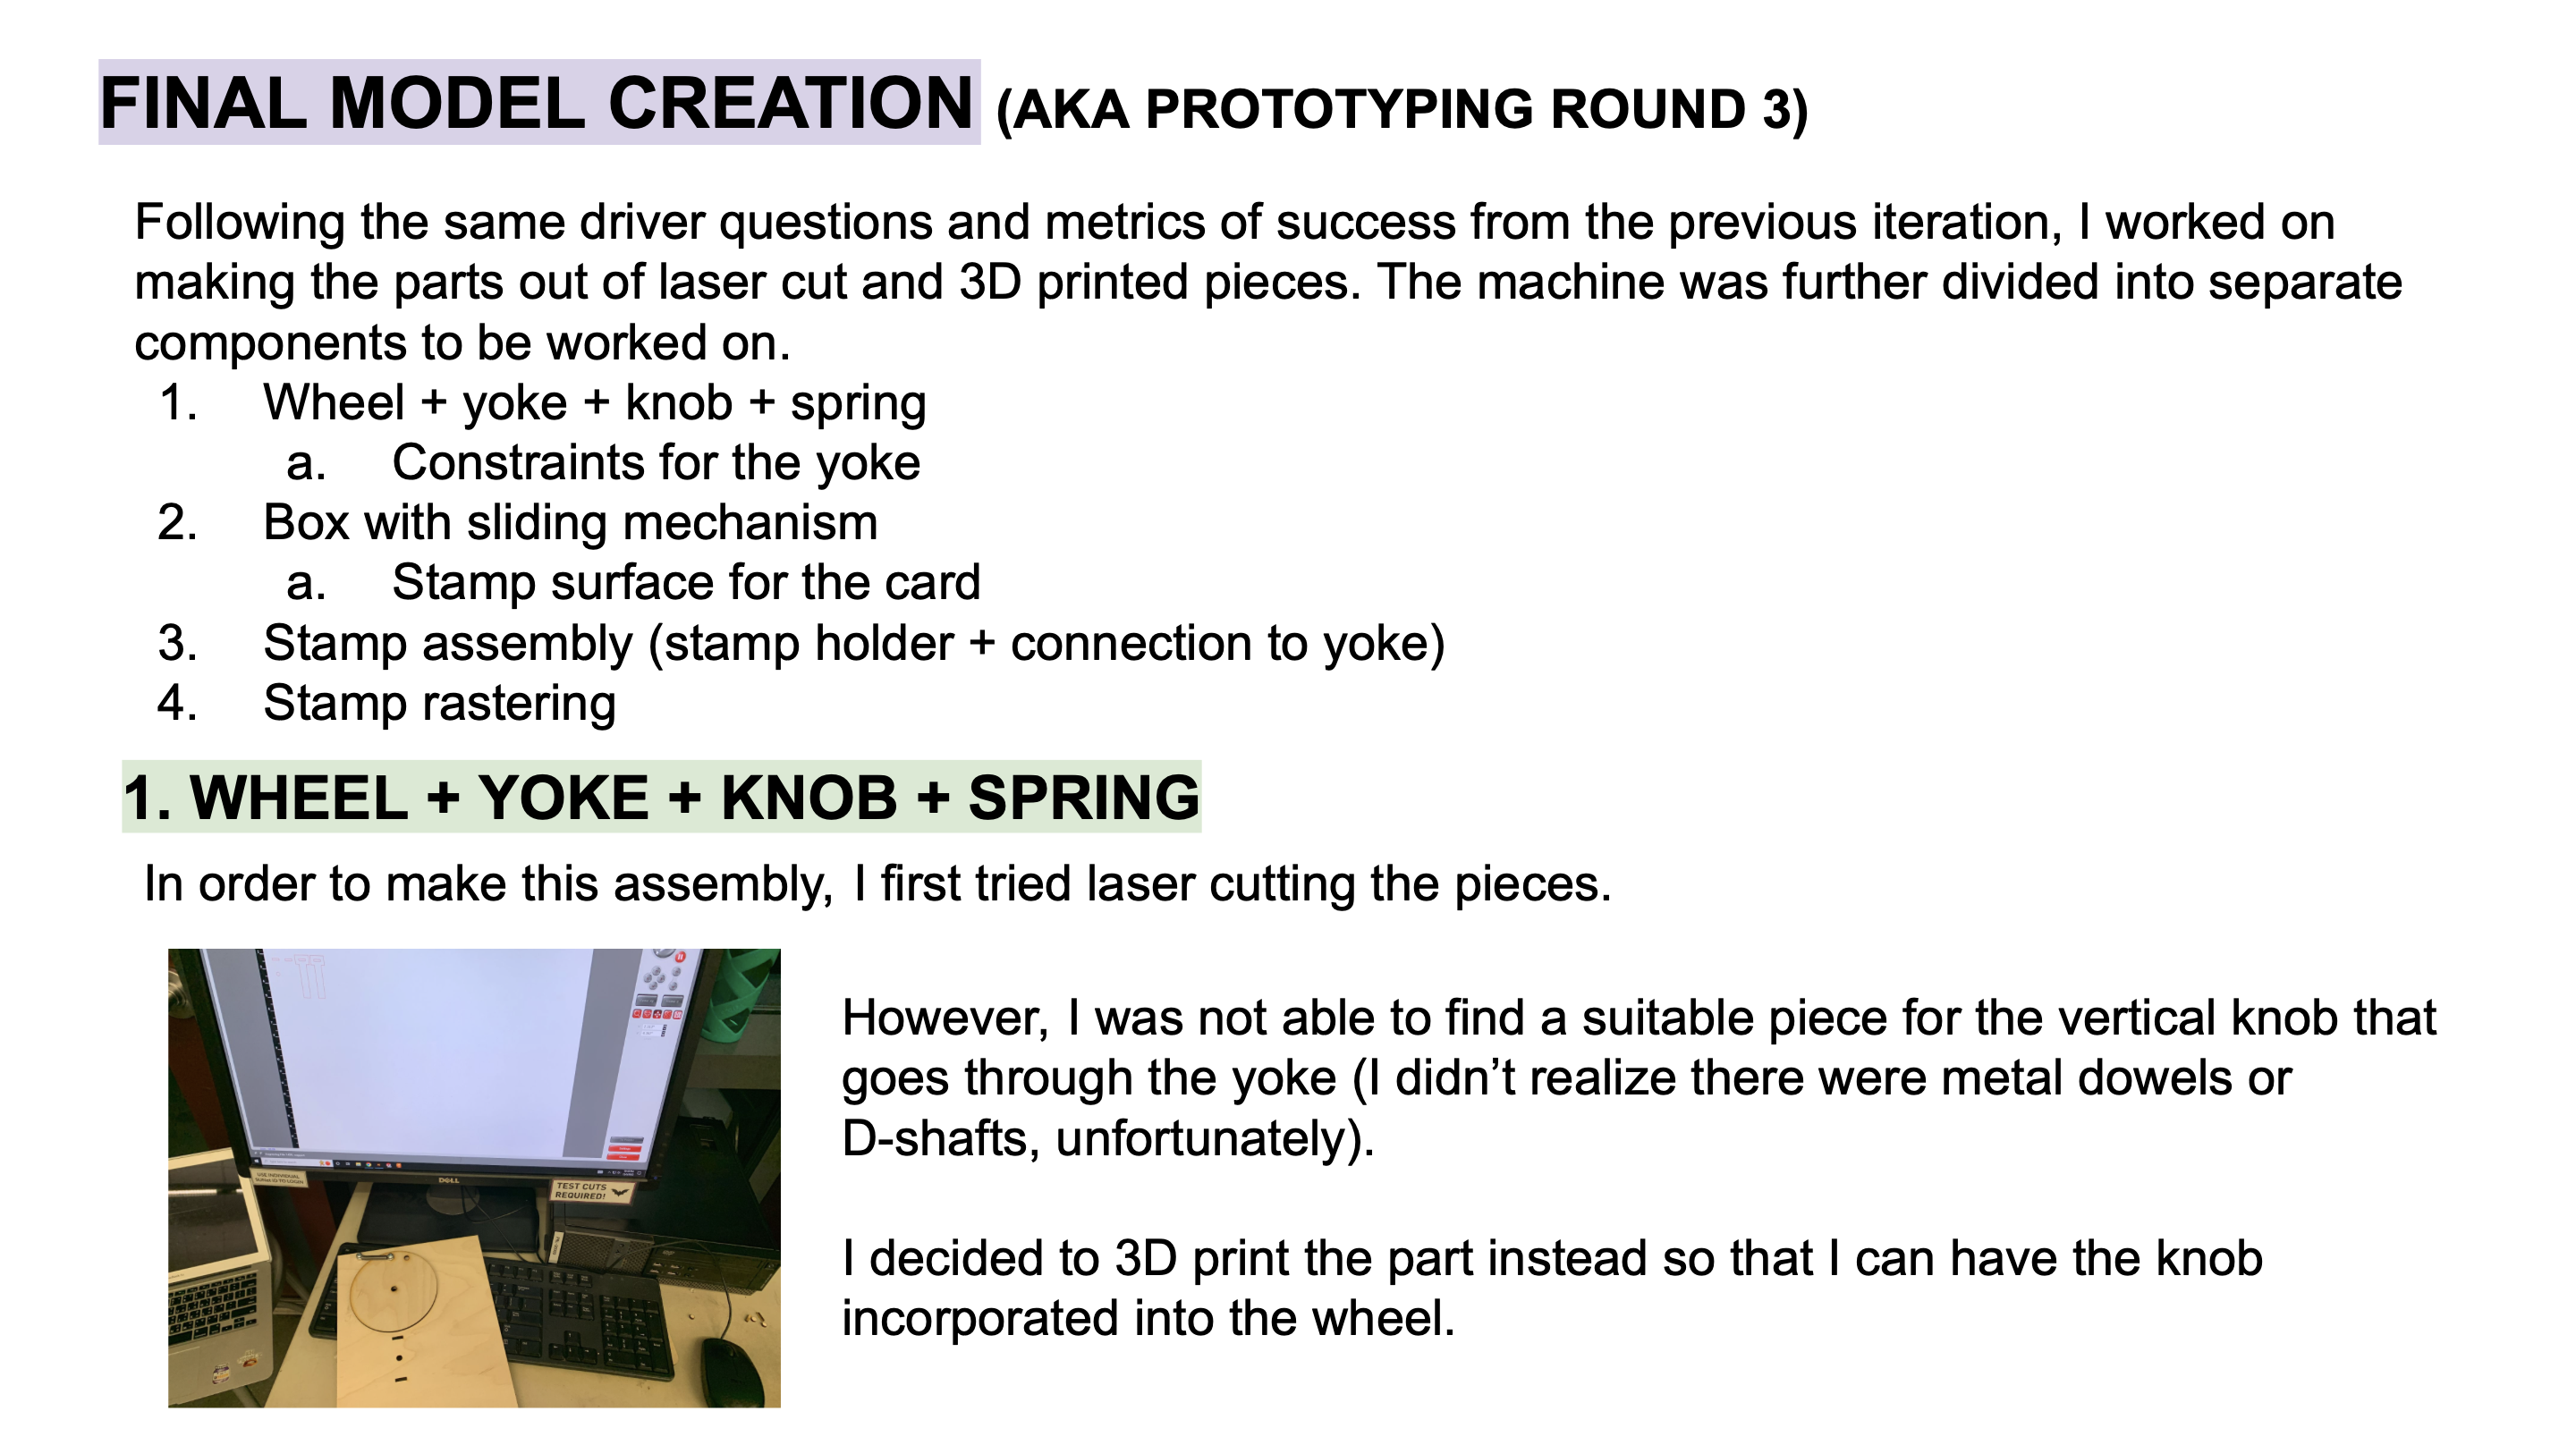 FINAL MODEL CREATION (AKA PROTOTYPING ROUND 3)
Following the same driver questions and metrics of success from the previous iteration, I worked on
making the parts out of laser cut and 3D printed pieces. The machine was further divided into separate
components to be worked on.
1. Wheel + yoke + knob + spring
a. Constraints for the yoke
2. Box with sliding mechanism
a. Stamp surface for the card
3. Stamp assembly (stamp holder + connection to yoke)
4. Stamp rastering
1. WHEEL + YOKE + KNOB + SPRING
In order to make this assembly, I first tried laser cutting the pieces.
However, I was not able to find a suitable piece for the vertical knob that
goes through the yoke (I didn’t realize there were metal dowels or
D-shafts, unfortunately).
I decided to 3D print the part instead so that I can have the knob
incorporated into the wheel.
USE INDIVIDUAL
DELL
TEST CUTS
REQUIRED!